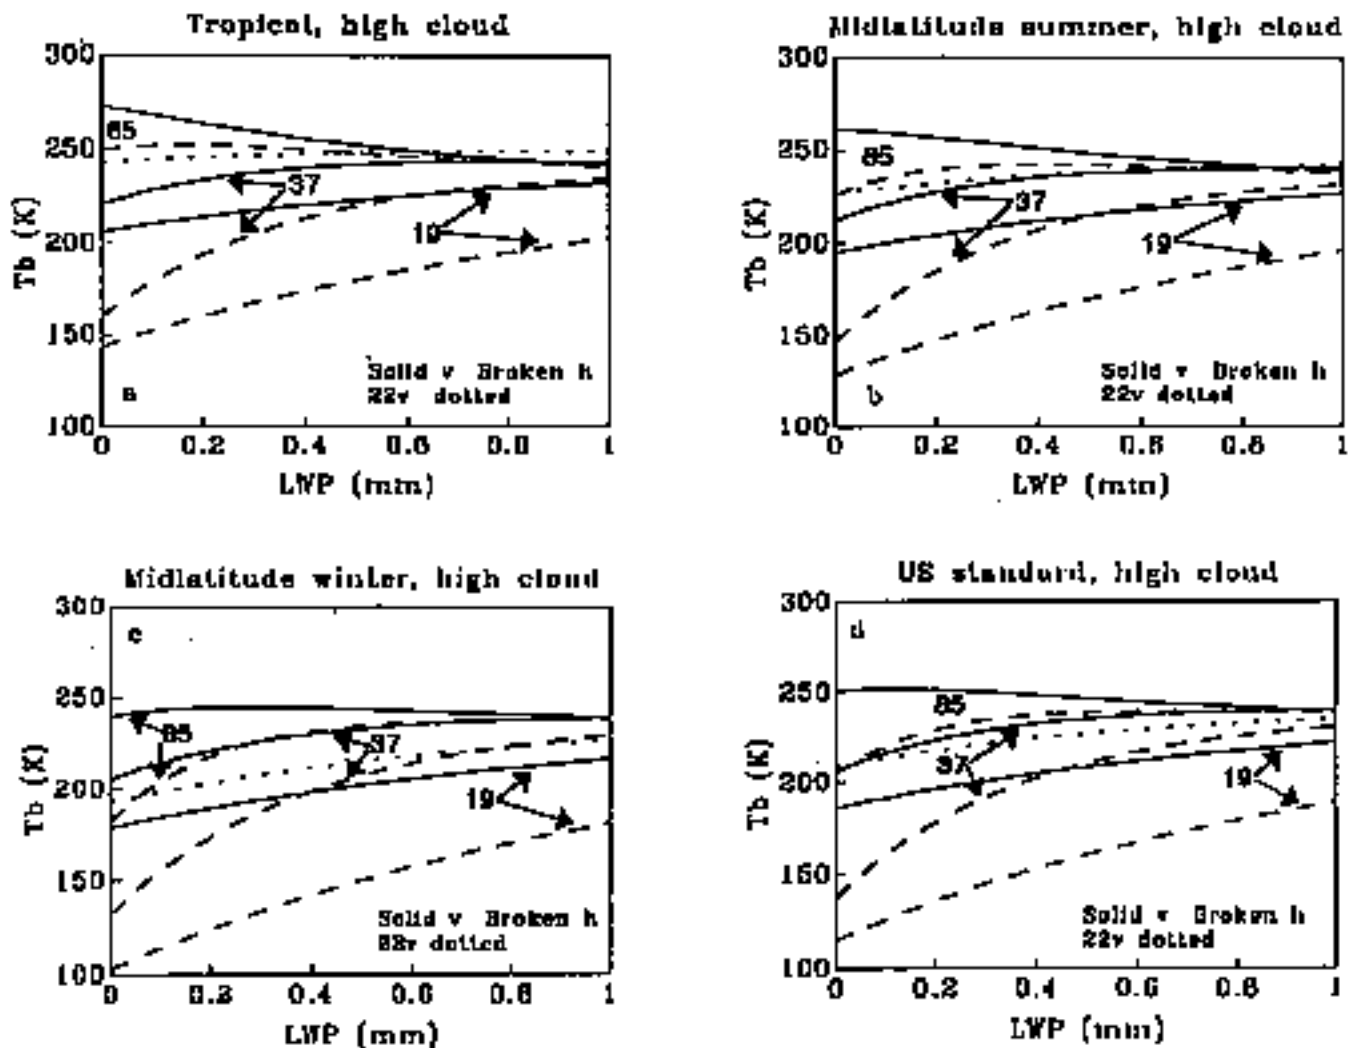 Tropical, high cloud
300
250
200
150
100
Tb (K)
85
37
19
Solid v Broken h
22v dotted
a
0 0.2 0.4 0.6 0.8 1
LWP (mm)
Midlatitude summer, high cloud
300
250
200
150
100
Tb (K)
85
37
19
Solid v Broken h
22v dotted
b
0 0.2 0.4 0.6 0.8 1
LWP (mm)
Midlatitude winter, high cloud
300
250
200
150
100
Tb (K)
c
85
37
19
Solid v Broken h
22v dotted
0 0.2 0.4 0.6 0.8 1
LWP (mm)
US standard, high cloud
300
250
200
150
100
Tb (K)
d
85
37
19
Solid v Broken h
22v dotted
0 0.2 0.4 0.6 0.8 1
LWP (mm)